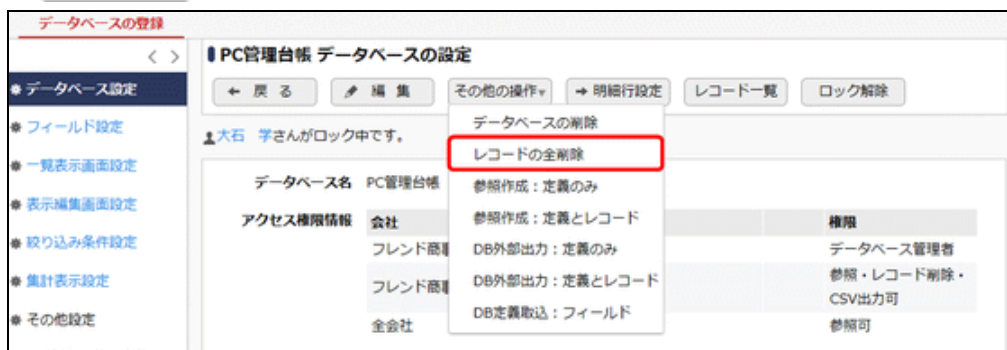 データベースの登録
< >
PC管理台帳 データベースの設定
データベース設定
← 戻 る 編 集 その他の操作▼ → 明細行設定 レコード一覧 ロック解除
フィールド設定
大石 学さんがロック中です。
一覧表示画面設定
表示編集画面設定
絞り込み条件設定
集計表示設定
その他設定
データベースの削除
レコードの全削除
参照作成：定義のみ
参照作成：定義とレコード
DB外部出力：定義のみ
DB外部出力：定義とレコード
DB定義取込：フィールド
データベース名 PC管理台帳
アクセス権限情報 会社 権限
フレンド商 データベース管理者
フレンド商 参照・レコード削除・
CSV出力可
全会社 参照可